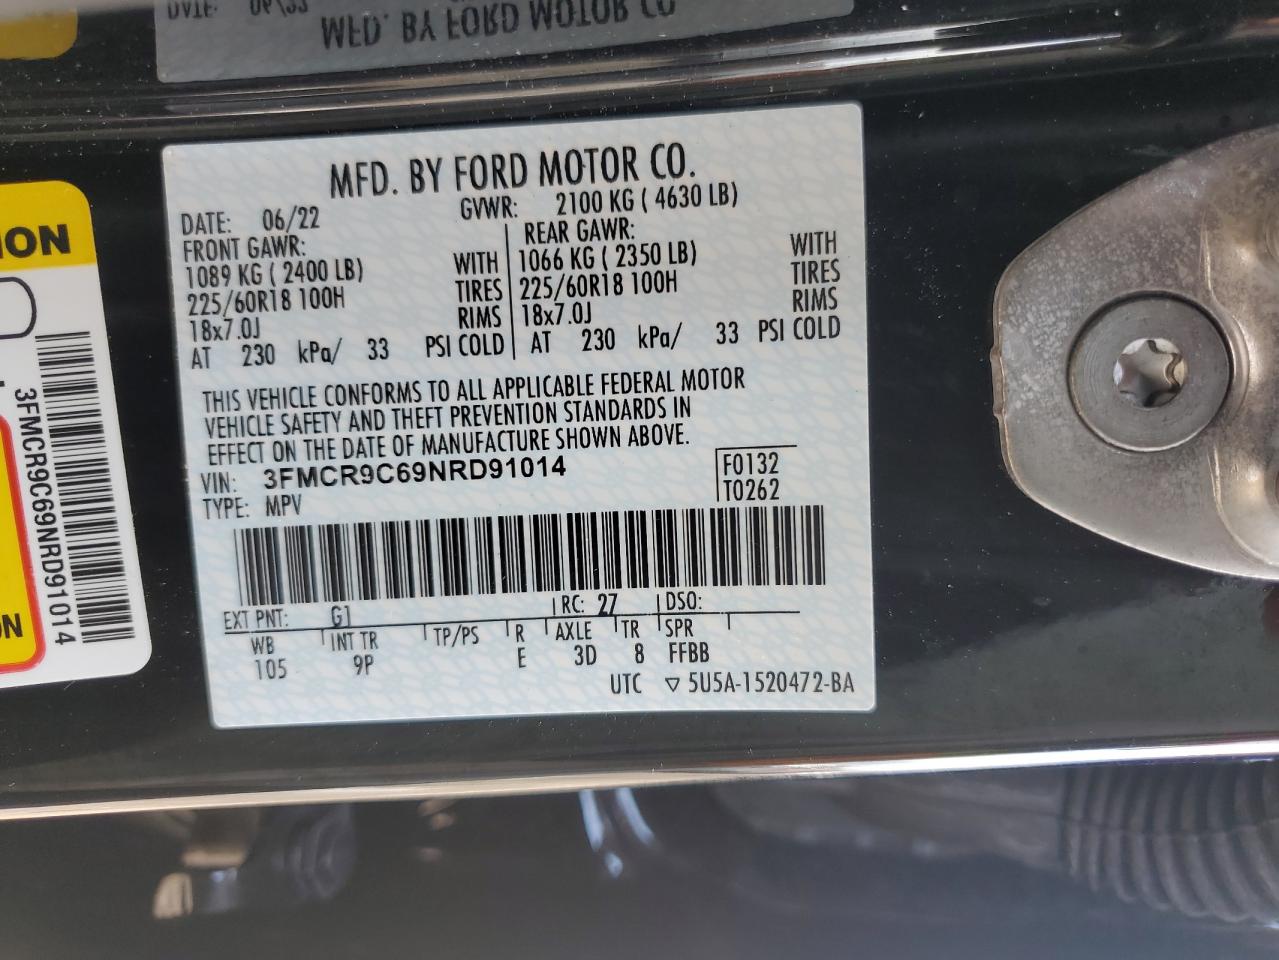 MFD. BY FORD MOTOR CO.
DATE: 06/22 GVWR: 2100 KG ( 4630 LB)
FRONT GAWR: REAR GAWR:
1089 KG ( 2400 LB) WITH 1066 KG ( 2350 LB) WITH
225/60R18 100H TIRES 225/60R18 100H TIRES
18x7.0J RIMS 18x7.0J RIMS
AT 230 kPa/ 33 PSI COLD AT 230 kPa/ 33 PSI COLD
THIS VEHICLE CONFORMS TO ALL APPLICABLE FEDERAL MOTOR
VEHICLE SAFETY AND THEFT PREVENTION STANDARDS IN
EFFECT ON THE DATE OF MANUFACTURE SHOWN ABOVE.
VIN: 3FMCR9C69NRD91014 F0132
TYPE: MPV T0262
EXT PNT: G1 RC: 27 DSO:
WB INT TR TP/PS R AXLE TR SPR
105 9P E 3D 8 FFBB
UTC ▽ 5U5A-1520472-BA
ION
3FMCR9C69NRD91014
ON
DATE: 06/22
MFD. BY FORD MOTOR CO